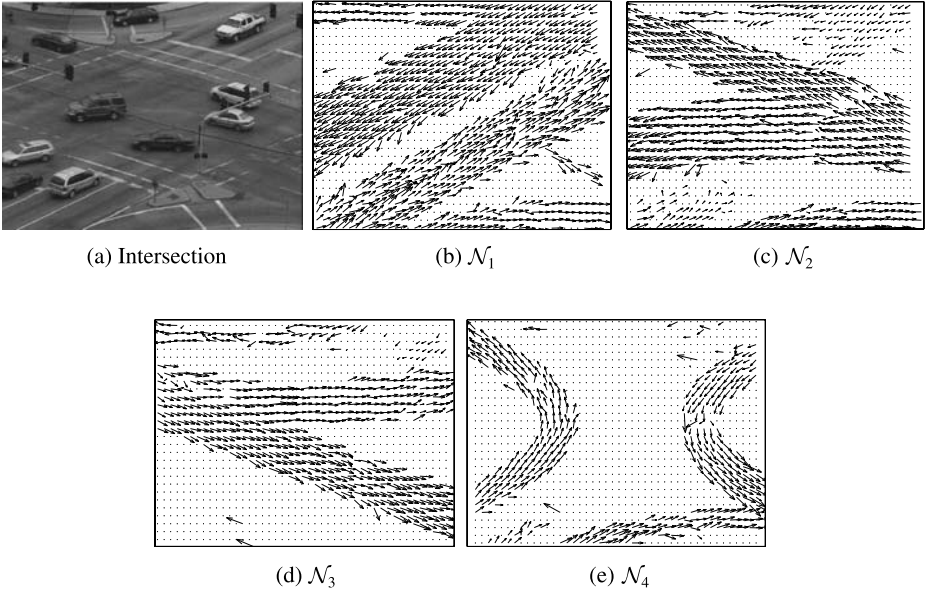 (a) Intersection
(b) 𝒩₁
(c) 𝒩₂
(d) 𝒩₃
(e) 𝒩₄